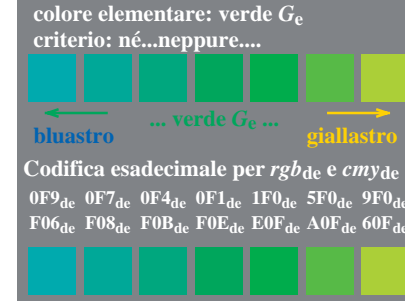 colore elementare: verde Ge
criterio: né...neppure....
... verde Ge ...
bluastro giallastro
Codifica esadecimale per rgbde e cmyde
0F9de 0F7de 0F4de 0F1de 1F0de 5F0de 9F0de
F06de F08de F0Bde F0Ede E0Fde A0Fde 60Fde